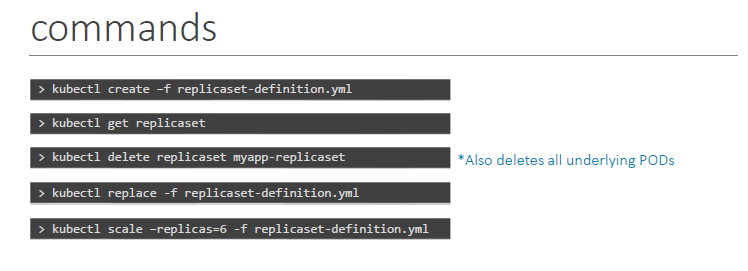 commands
> kubectl create –f replicaset-definition.yml
> kubectl get replicaset
> kubectl delete replicaset myapp-replicaset *Also deletes all underlying PODs
> kubectl replace -f replicaset-definition.yml
> kubectl scale –replicas=6 -f replicaset-definition.yml